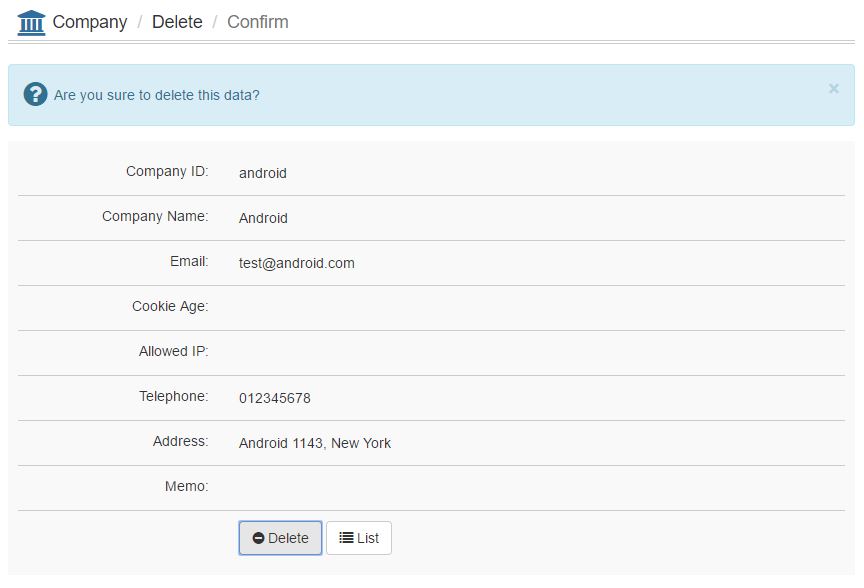 Company / Delete / Confirm
Are you sure to delete this data? ×
Company ID: android
Company Name: Android
Email: test@android.com
Cookie Age:
Allowed IP:
Telephone: 012345678
Address: Android 1143, New York
Memo:
Delete List